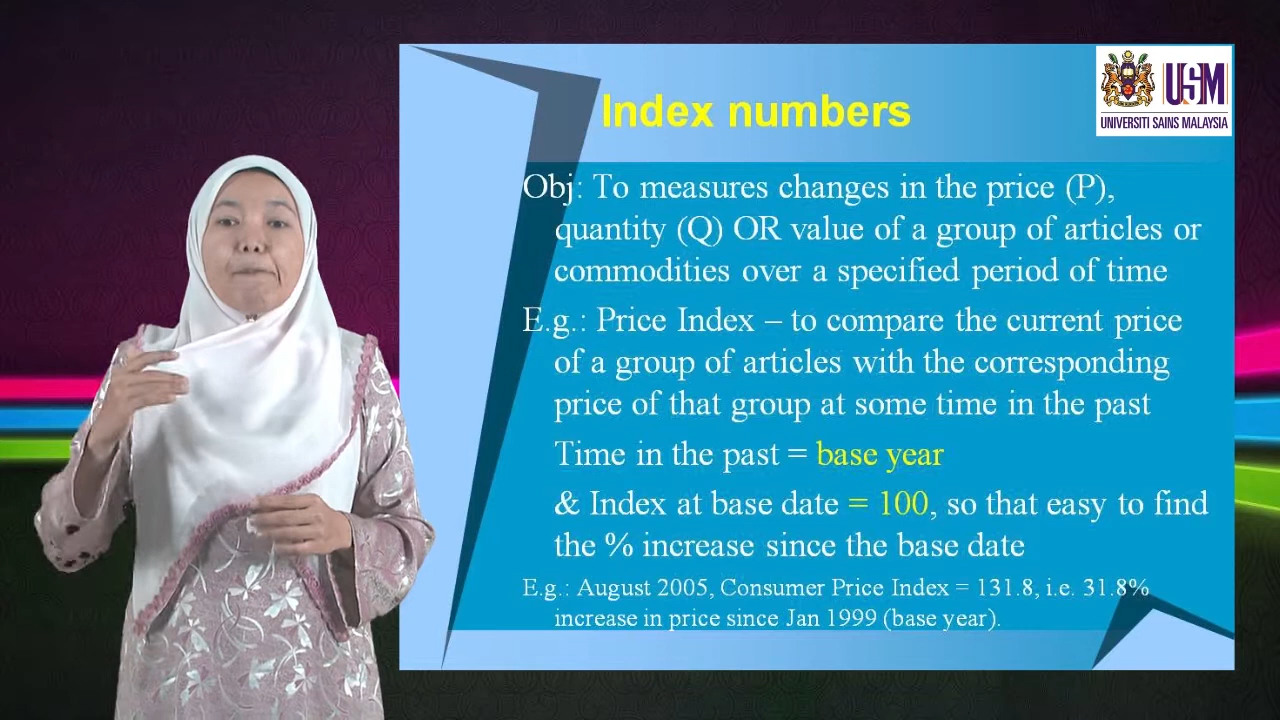 Index numbers
USM
UNIVERSITI SAINS MALAYSIA
Obj: To measures changes in the price (P),
quantity (Q) OR value of a group of articles or
commodities over a specified period of time
E.g.: Price Index – to compare the current price
of a group of articles with the corresponding
price of that group at some time in the past
Time in the past = base year
& Index at base date = 100, so that easy to find
the % increase since the base date
E.g.: August 2005, Consumer Price Index = 131.8, i.e. 31.8%
increase in price since Jan 1999 (base year).